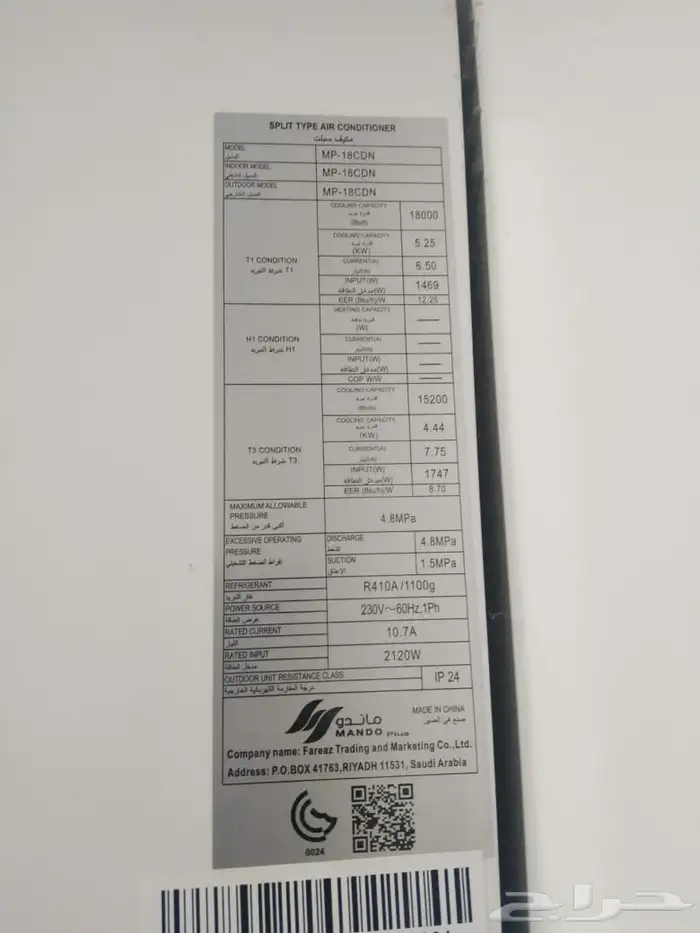 SPLIT TYPE AIR CONDITIONER
مكيف سبلت
MODEL
MP-18CDN
INDOOR MODEL
MP-18CDN
OUTDOOR MODEL
MP-18CDN
T1 CONDITION
COOLING CAPACITY
(Btu/h)
18000
COOLING CAPACITY
(KW)
5.25
CURRENT(A)
6.50
INPUT(W)
1469
EER (Btu/h)/W
12.25
H1 CONDITION
HEATING CAPACITY
(W)
CURRENT(A)
INPUT(W)
COP W/W
T3 CONDITION
COOLING CAPACITY
(Btu/h)
15200
COOLING CAPACITY
(KW)
4.44
CURRENT(A)
7.75
INPUT(W)
1747
EER (Btu/h)/W
8.70
MAXIMUM ALLOWABLE
PRESSURE
4.8MPa
EXCESSIVE OPERATING
PRESSURE
DISCHARGE
4.8MPa
SUCTION
1.5MPa
REFRIGERANT
R410A/1100g
POWER SOURCE
230V～60Hz,1Ph
RATED CURRENT
10.7A
RATED INPUT
2120W
OUTDOOR UNIT RESISTANCE CLASS
IP 24
ماندو
MANDO Plus
MADE IN CHINA
صنع في الصين
Company name: Fareaz Trading and Marketing Co.,Ltd.
Address: P.O.BOX 41763,RIYADH 11531, Saudi Arabia
0024
حراج